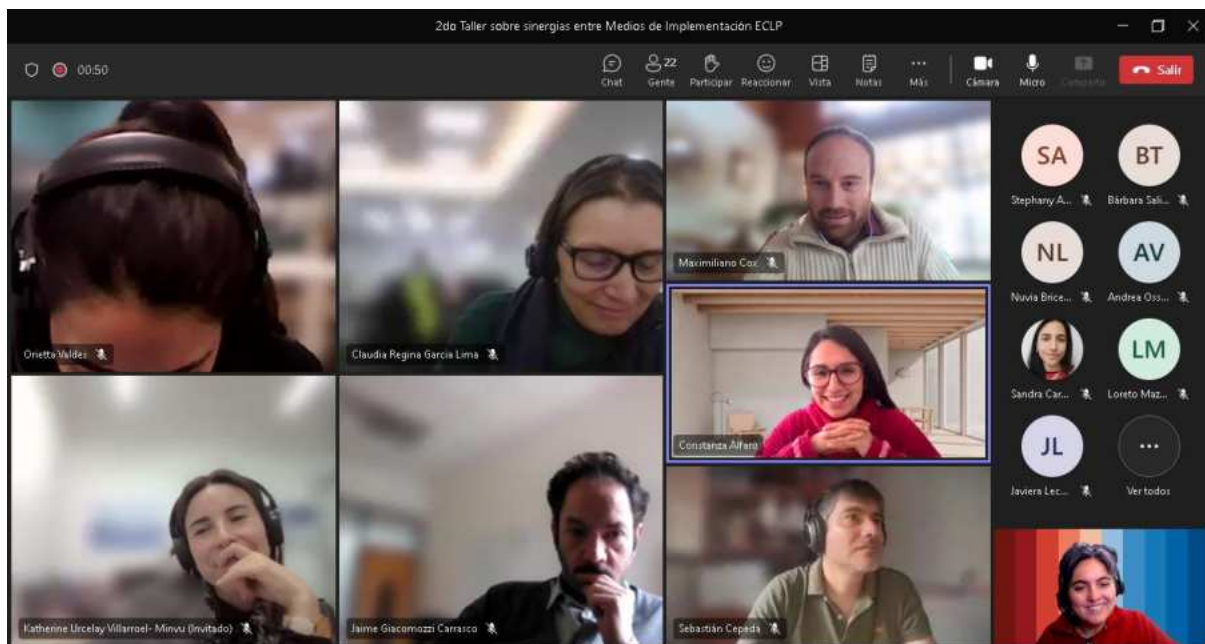 2do Taller sobre sinergias entre Medios de Implementación ECLP
00:50
Chat
22
Gente
Participar
Reaccionar
Vista
Notas
Más
Cámara
Micro
Compartir
Salir
Orietta Valdes
Claudia Regina Garcia Lima
Maximiliano Cox
Constanza Alfaro
Katherine Urcelay Villarroel- Minvu (Invitado)
Jaime Giacomozzi Carrasco
Sebastián Cepeda
SA
BT
Stephany A...
Bárbara Sali...
NL
AV
Nuvia Brice...
Andrea Oss...
LM
Sandra Car...
Loreto Maz...
JL
...
Javiera Lec...
Ver todos